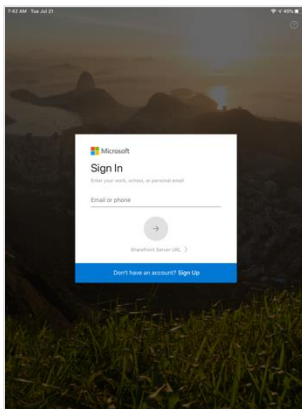 7:42 AM Tue Jul 21
45%
Microsoft
Sign In
Enter your work, school, or personal email
Email or phone
SharePoint Server URL
Don't have an account? Sign Up